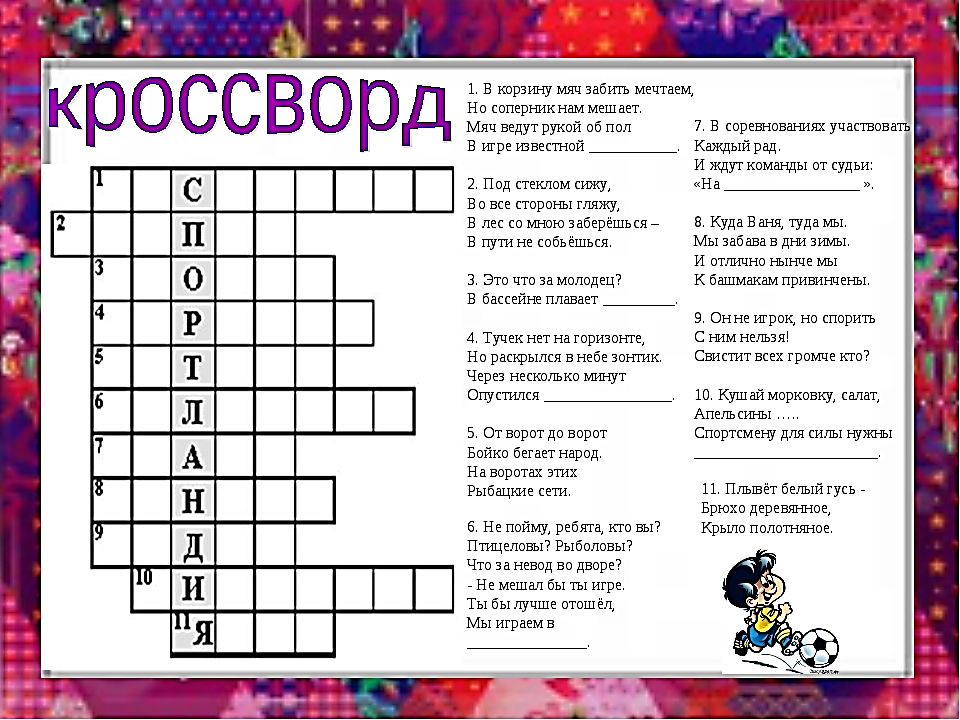 кроссворд
1 С
2 П
3 О
4 Р
5 Т
6 Л
7 А
8 Н
9 Д
10 И
11 Я
1. В корзину мяч забить мечтаем,
Но соперник нам мешает.
Мяч ведут рукой об пол
В игре известной ____________.
2. Под стеклом сижу,
Во все стороны гляжу,
В лес со мною заберёшься –
В пути не собьёшься.
3. Это что за молодец?
В бассейне плавает __________.
4. Тучек нет на горизонте,
Но раскрылся в небе зонтик.
Через несколько минут
Опустился __________________.
5. От ворот до ворот
Бойко бегает народ.
На воротах этих
Рыбацкие сети.
6. Не пойму, ребята, кто вы?
Птицеловы? Рыболовы?
Что за невод во дворе?
- Не мешал бы ты игре.
Ты бы лучше отошёл,
Мы играем в
_________________.
7. В соревнованиях участвовать
Каждый рад.
И ждут команды от судьи:
«На ___________________ ».
8. Куда Ваня, туда мы.
Мы забава в дни зимы.
И отлично нынче мы
К башмакам привинчены.
9. Он не игрок, но спорить
С ним нельзя!
Свистит всех громче кто?
10. Кушай морковку, салат,
Апельсины …..
Спортсмену для силы нужны
__________________________.
11. Плывёт белый гусь -
Брюхо деревянное,
Крыло полотняное.